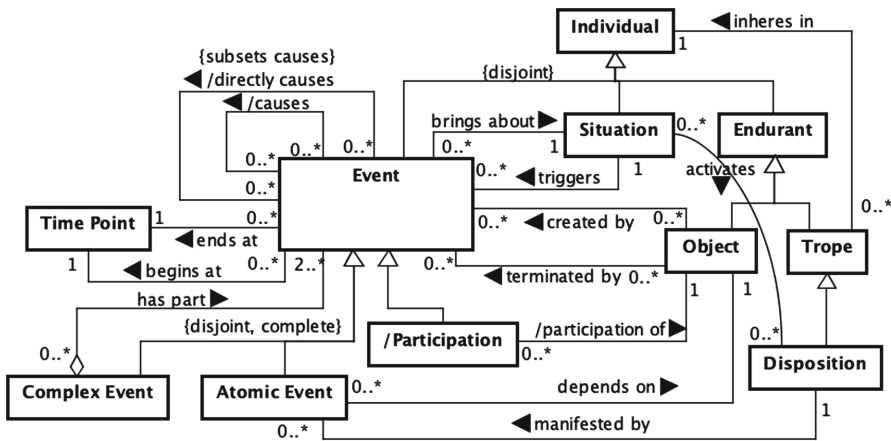 Individual
◀ inheres in
1
{subsets causes}
◀ /directly causes
{disjoint}
◀ /causes
brings about ▶
Situation
0..*
Endurant
0..*
0..*
0..*
1
0..*
Event
0..*
◀ triggers
1
activates
▼
0..*
0..*
Time Point
1
0..*
◀ ends at
0..*
◀ created by
0..*
Object
Trope
1
◀ begins at
0..*
2..*
0..*
◀ terminated by
0..*
1
1
has part ▶
{disjoint, complete}
/Participation
/participation of ▶
0..*
0..*
0..*
Disposition
Complex Event
Atomic Event
0..*
depends on ▶
1
0..*
◀ manifested by